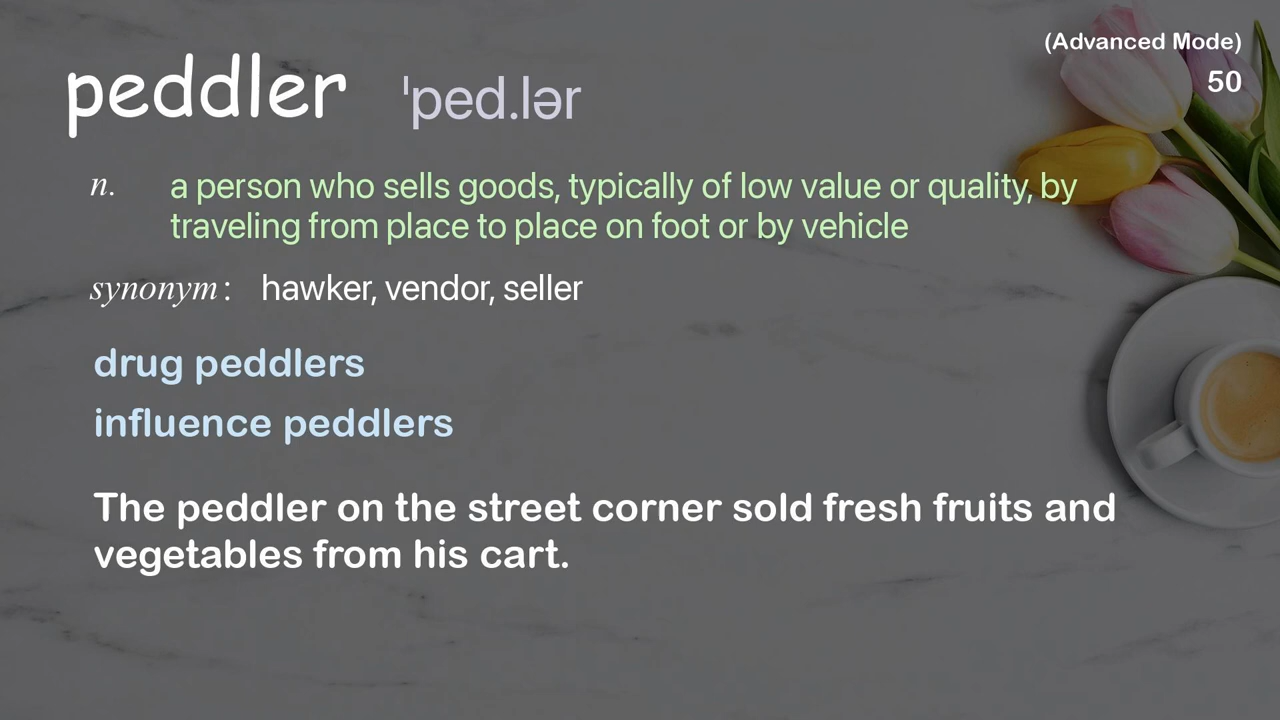 (Advanced Mode)
peddler ˈped.lər
50
n. a person who sells goods, typically of low value or quality, by
traveling from place to place on foot or by vehicle
synonym: hawker, vendor, seller
drug peddlers
influence peddlers
The peddler on the street corner sold fresh fruits and
vegetables from his cart.